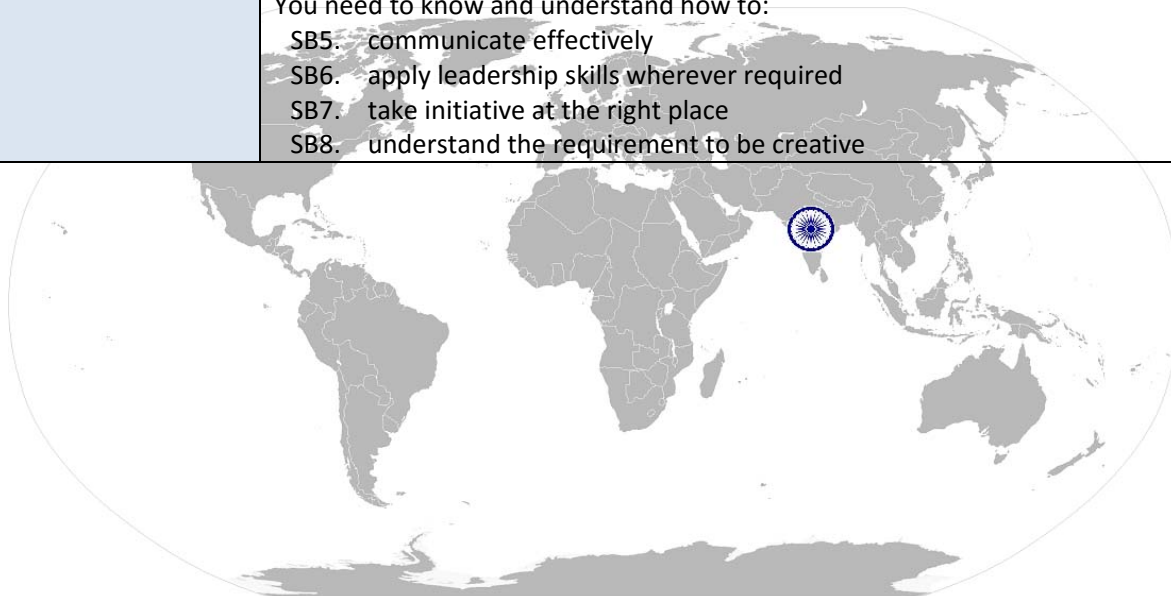 You need to know and understand how to:
SB5. communicate effectively
SB6. apply leadership skills wherever required
SB7. take initiative at the right place
SB8. understand the requirement to be creative